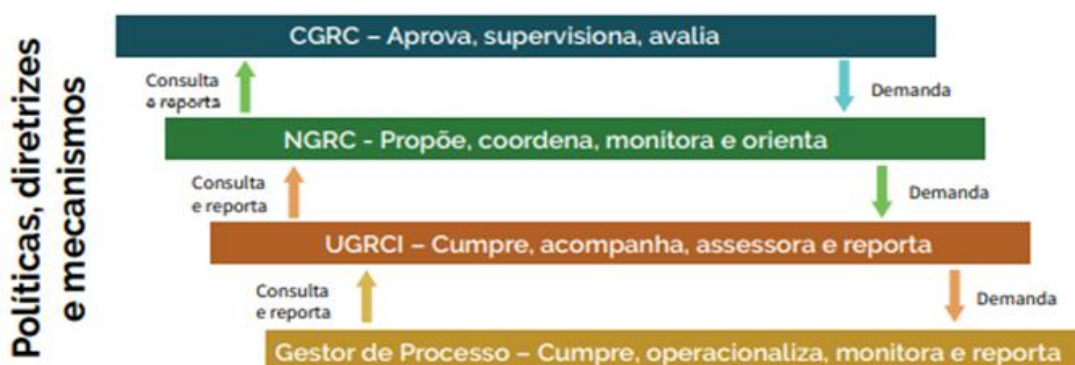 Políticas, diretrizes
e mecanismos
CGRC – Aprova, supervisiona, avalia
Consulta
e reporta
Demanda
NGRC - Propõe, coordena, monitora e orienta
Consulta
e reporta
Demanda
UGRCI – Cumpre, acompanha, assessora e reporta
Consulta
e reporta
Demanda
Gestor de Processo – Cumpre, operacionaliza, monitora e reporta